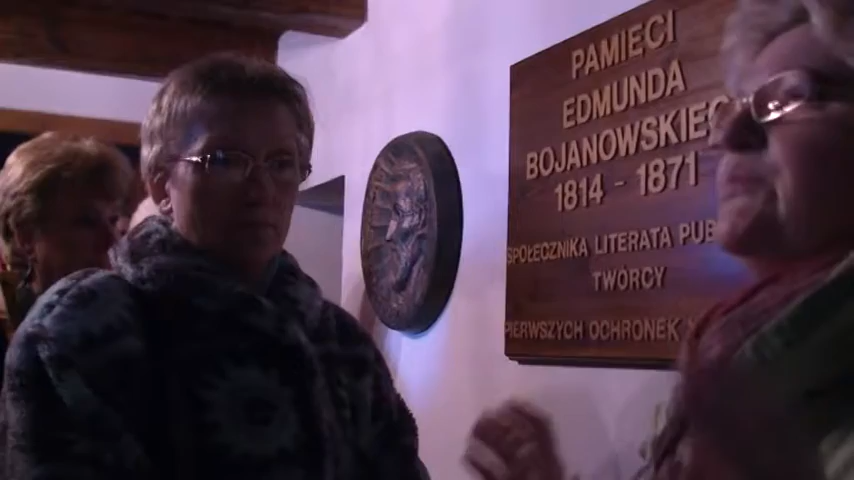 PAMIĘCI
EDMUNDA
BOJANOWSKIEG
1814 - 1871
SPOŁECZNIKA LITERATA PUB
TWÓRCY
PIERWSZYCH OCHRONEK